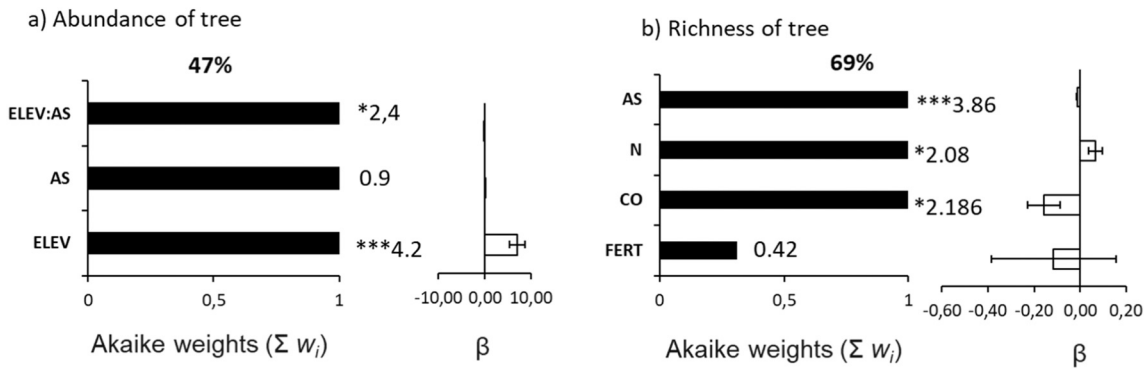 a) Abundance of tree
47%
ELEV:AS
*2,4
AS
0.9
ELEV
***4.2
0
0,5
1
-10,00 0,00 10,00
Akaike weights (Σ wi)
β
b) Richness of tree
69%
AS
***3.86
N
*2.08
CO
*2.186
FERT
0.42
0
0,5
1
-0,60 -0,40 -0,20 0,00 0,20
Akaike weights (Σ wi)
β